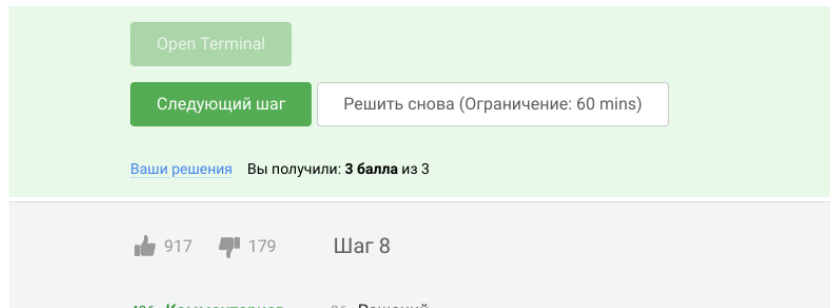 Open Terminal
Следующий шаг Решить снова (Ограничение: 60 mins)
Ваши решения Вы получили: 3 балла из 3
917 179 Шаг 8